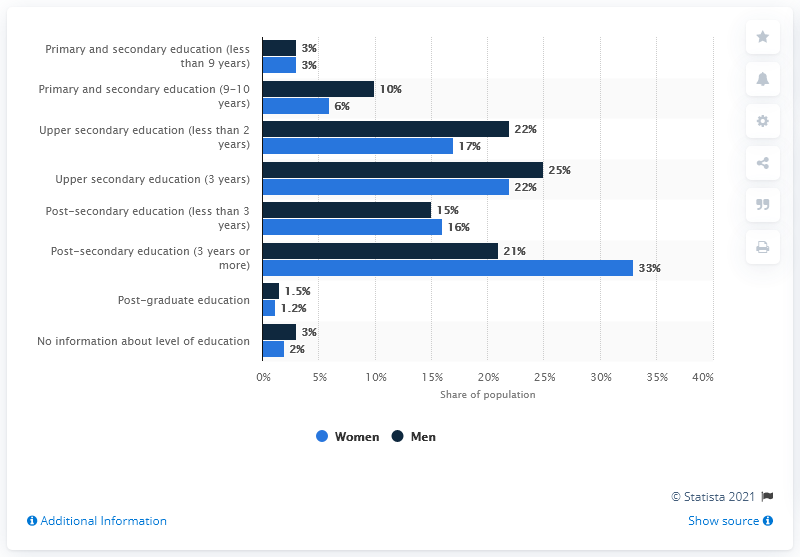 Primary and secondary education (less
than 9 years)
3%
3%
Primary and secondary education (9-10
years)
10%
6%
Upper secondary education (less than 2
years)
22%
17%
Upper secondary education (3 years)
25%
22%
Post-secondary education (less than 3
years)
15%
16%
Post-secondary education (3 years or
more)
21%
33%
Post-graduate education
1.5%
1.2%
No information about level of education
3%
2%
0% 5% 10% 15% 20% 25% 30% 35% 40%
Share of population
Women Men
© Statista 2021
Additional Information
Show source